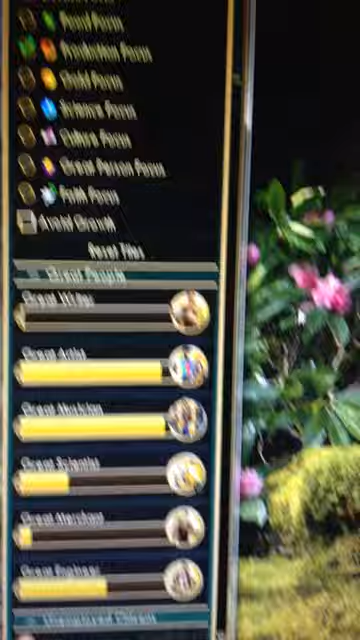 Food Focus
Production Focus
Gold Focus
Science Focus
Culture Focus
Great Person Focus
Faith Focus
Avoid Growth
Reset Tiles
Great People
Great Writer
Great Artist
Great Musician
Great Scientist
Great Merchant
Great Engineer